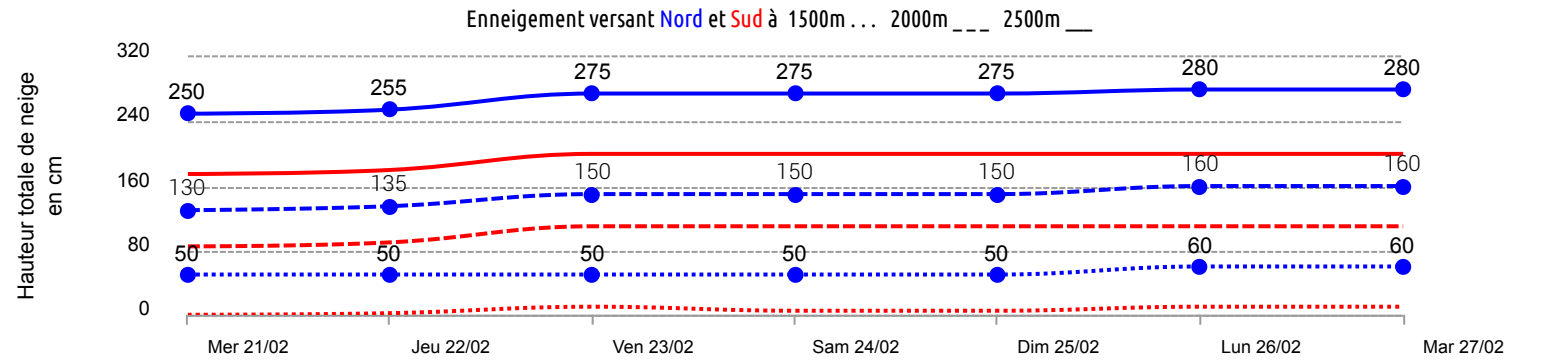 Enneigement versant Nord et Sud à 1500m . . . 2000m _ _ _ 2500m __
Hauteur totale de neige
en cm
320
240
160
80
0
250 255 275 275 275 280 280
130 135 150 150 150 160 160
50 50 50 50 50 60 60
Mer 21/02 Jeu 22/02 Ven 23/02 Sam 24/02 Dim 25/02 Lun 26/02 Mar 27/02